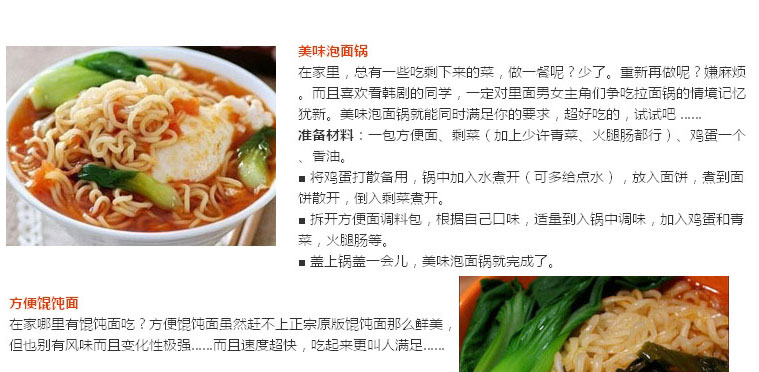 美味泡面锅
在家里，总有一些吃剩下来的菜，做一餐呢？少了。重新再做呢？嫌麻烦
。而且喜欢看韩剧的同学，一定对里面男女主角们争吃拉面锅的情境记忆
犹新。美味泡面锅就能同时满足你的要求，超好吃的，试试吧 ......
准备材料：一包方便面、剩菜（加上少许青菜、火腿肠都行）、鸡蛋一个
、香油。
■ 将鸡蛋打散备用，锅中加入水煮开（可多给点水），放入面饼，煮到面
饼散开，倒入剩菜煮开。
■ 拆开方便面调料包，根据自己口味，适量到入锅中调味，加入鸡蛋和青
菜，火腿肠等。
■ 盖上锅盖一会儿，美味泡面锅就完成了。
方便馄饨面
在家哪里有馄饨面吃？方便馄饨面虽然赶不上正宗原版馄饨面那么鲜美，
但也别有风味而且变化性极强......而且速度超快，吃起来更叫人满足......